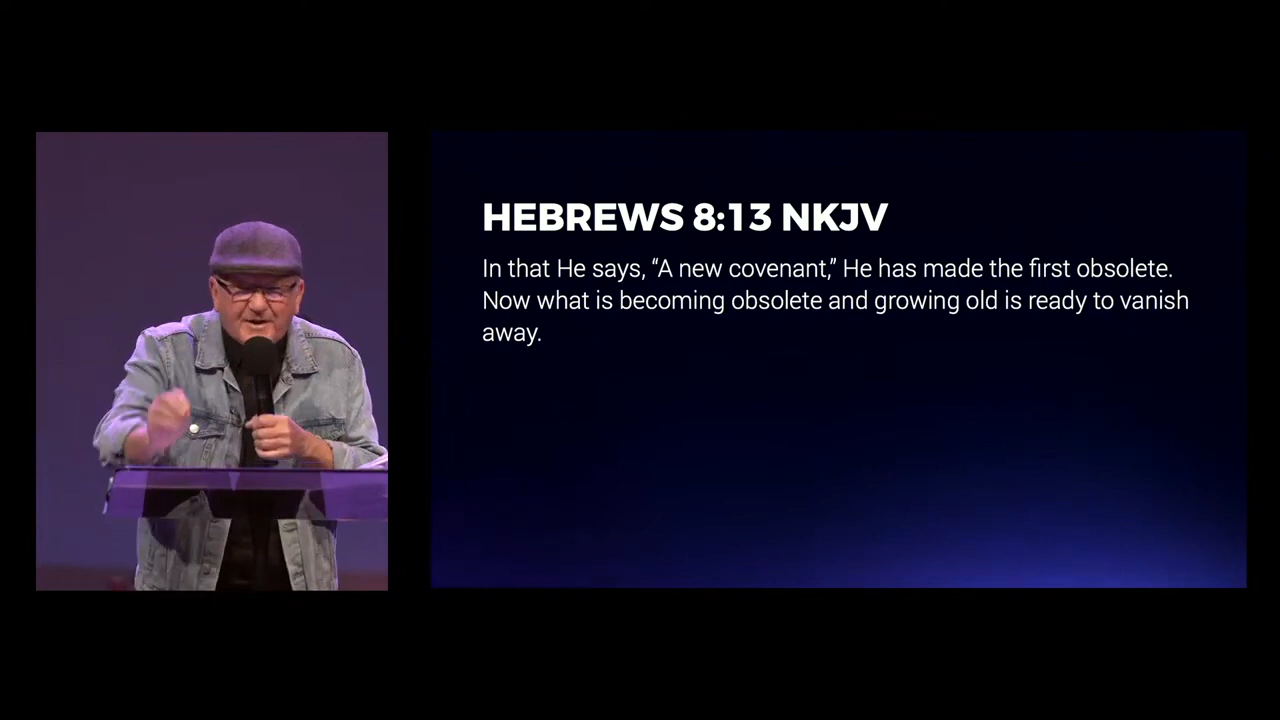 HEBREWS 8:13 NKJV
In that He says, “A new covenant,” He has made the first obsolete.
Now what is becoming obsolete and growing old is ready to vanish
away.